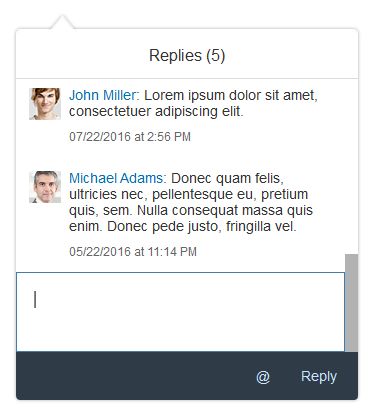 Replies (5)
John Miller: Lorem ipsum dolor sit amet,
consectetuer adipiscing elit.
07/22/2016 at 2:56 PM
Michael Adams: Donec quam felis,
ultricies nec, pellentesque eu, pretium
quis, sem. Nulla consequat massa quis
enim. Donec pede justo, fringilla vel.
05/22/2016 at 11:14 PM
@ Reply